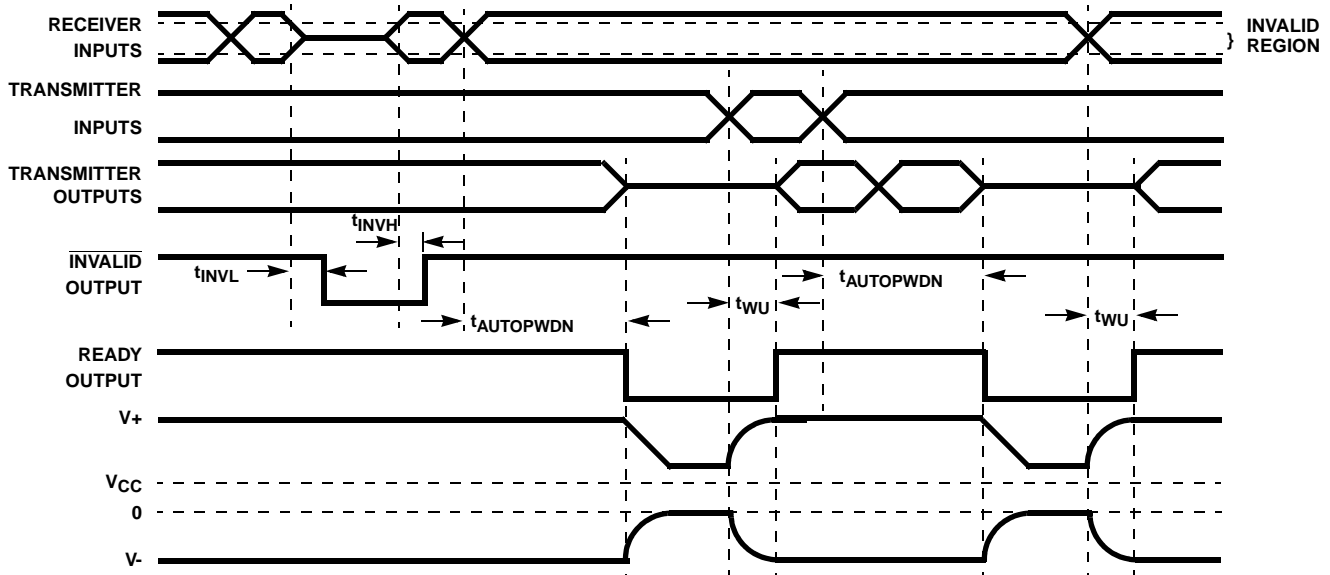 RECEIVER
INPUTS
} INVALID
REGION
TRANSMITTER
INPUTS
TRANSMITTER
OUTPUTS
tINVH
INVALID
OUTPUT
tINVL
tAUTOPWDN
tWU
tAUTOPWDN
tWU
READY
OUTPUT
V+
VCC
0
V-